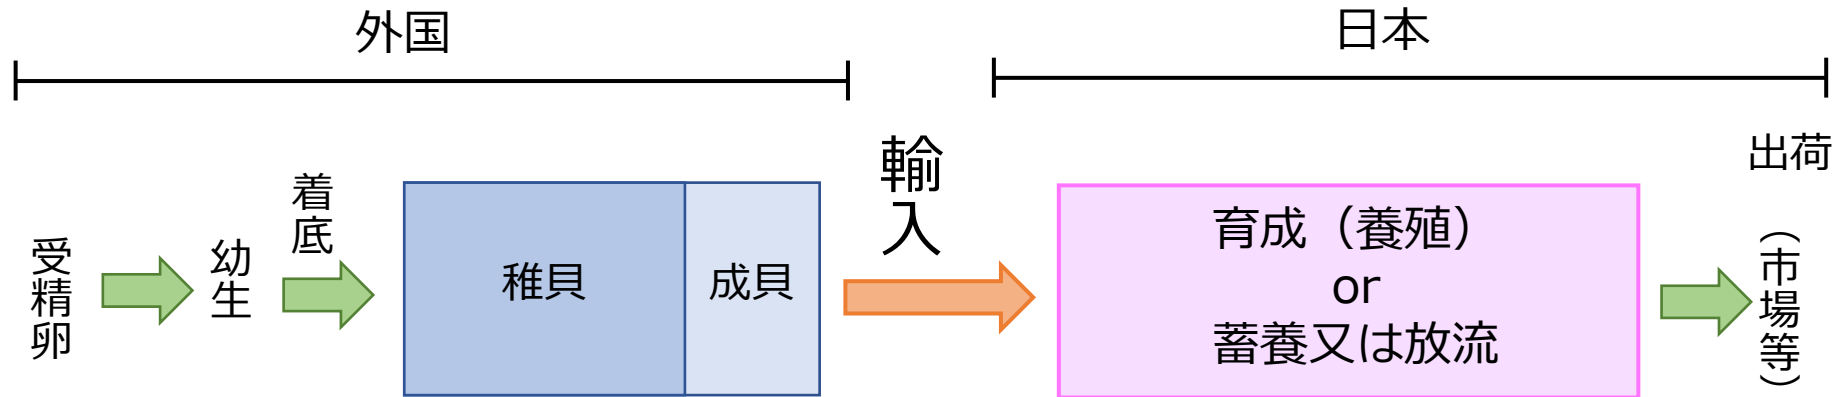 外国
日本
受精卵
幼生
着底
稚貝
成貝
輸入
育成（養殖）
or
蓄養又は放流
出荷
（市場等）